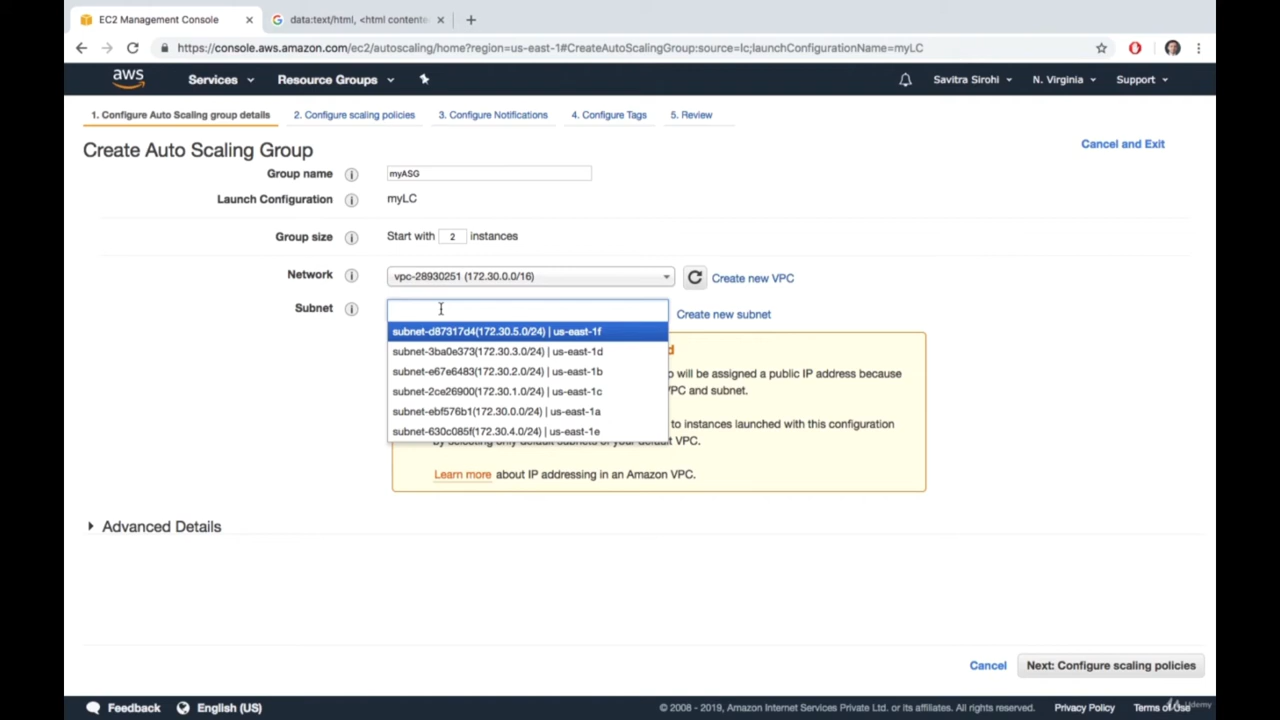 EC2 Management Console
data:text/html, <html contente
https://console.aws.amazon.com/ec2/autoscaling/home?region=us-east-1#CreateAutoScalingGroup:source=lc;launchConfigurationName=myLC
aws Services Resource Groups Savitra Sirohi N. Virginia Support
1. Configure Auto Scaling group details 2. Configure scaling policies 3. Configure Notifications 4. Configure Tags 5. Review
Create Auto Scaling Group
Cancel and Exit
Group name i myASG
Launch Configuration i myLC
Group size i Start with 2 instances
Network i vpc-28930251 (172.30.0.0/16) Create new VPC
Subnet i Create new subnet
subnet-d87317d4(172.30.5.0/24) | us-east-1f
subnet-3ba0e373(172.30.3.0/24) | us-east-1d
subnet-e67e6483(172.30.2.0/24) | us-east-1b
subnet-2ce26900(172.30.1.0/24) | us-east-1c
subnet-ebf576b1(172.30.0.0/24) | us-east-1a
subnet-630c085f(172.30.4.0/24) | us-east-1e
will be assigned a public IP address because
VPC and subnet.
to instances launched with this configuration
by selecting only default subnets of your default VPC.
Learn more about IP addressing in an Amazon VPC.
Advanced Details
Cancel Next: Configure scaling policies
Feedback English (US) © 2008 - 2019, Amazon Internet Services Private Ltd. or its affiliates. All rights reserved. Privacy Policy Terms of Use
Udemy